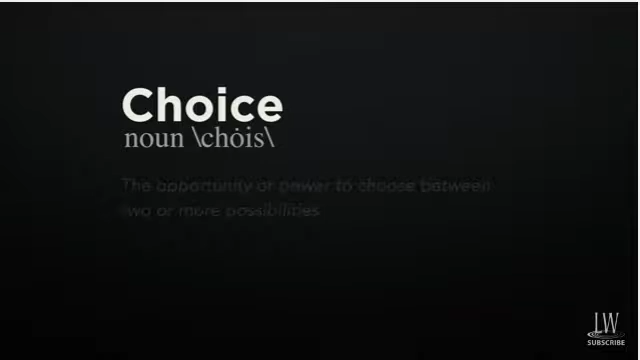 Choice
noun \chȯis\
The opportunity or power to choose between
two or more possibilities
LW
SUBSCRIBE